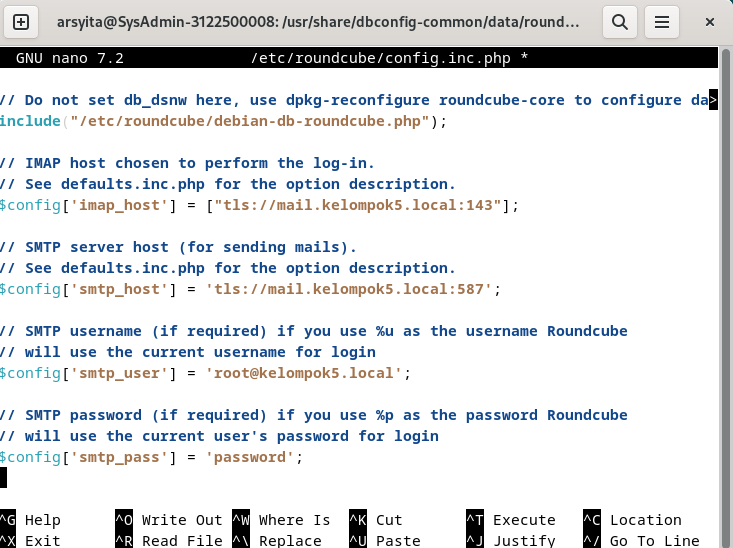 arsyita@SysAdmin-3122500008: /usr/share/dbconfig-common/data/round...
GNU nano 7.2 /etc/roundcube/config.inc.php *
// Do not set db_dsnw here, use dpkg-reconfigure roundcube-core to configure da>
include("/etc/roundcube/debian-db-roundcube.php");
// IMAP host chosen to perform the log-in.
// See defaults.inc.php for the option description.
$config['imap_host'] = ["tls://mail.kelompok5.local:143"];
// SMTP server host (for sending mails).
// See defaults.inc.php for the option description.
$config['smtp_host'] = 'tls://mail.kelompok5.local:587';
// SMTP username (if required) if you use %u as the username Roundcube
// will use the current username for login
$config['smtp_user'] = 'root@kelompok5.local';
// SMTP password (if required) if you use %p as the password Roundcube
// will use the current user's password for login
$config['smtp_pass'] = 'password';
^G Help ^O Write Out ^W Where Is ^K Cut ^T Execute ^C Location
^X Exit ^R Read File ^\ Replace ^U Paste ^J Justify ^/ Go To Line